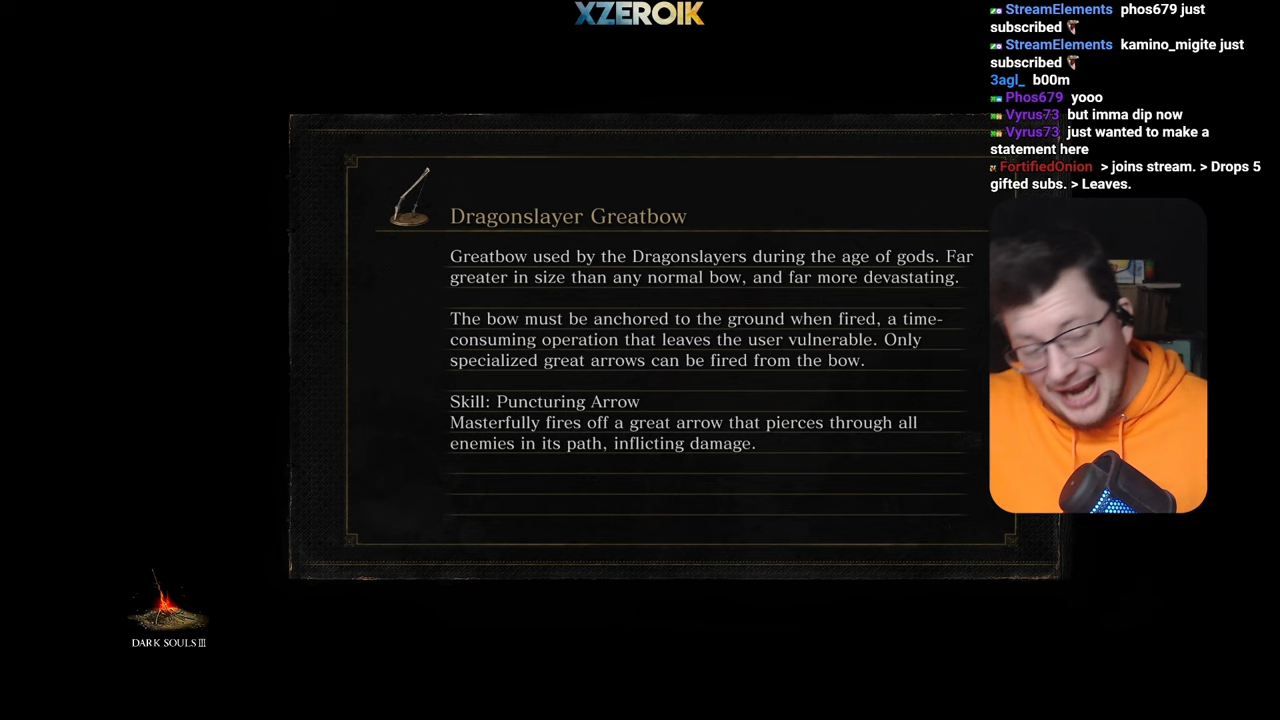 XZEROIK
StreamElements phos679 just
subscribed
StreamElements kamino_migite just
subscribed
3agl_ b00m
Phos679 yooo
Vyrus73 but imma dip now
Vyrus73 just wanted to make a
statement here
FortifiedOnion > joins stream. > Drops 5
gifted subs. > Leaves.
Dragonslayer Greatbow
Greatbow used by the Dragonslayers during the age of gods. Far
greater in size than any normal bow, and far more devastating.
The bow must be anchored to the ground when fired, a time-
consuming operation that leaves the user vulnerable. Only
specialized great arrows can be fired from the bow.
Skill: Puncturing Arrow
Masterfully fires off a great arrow that pierces through all
enemies in its path, inflicting damage.
DARK SOULS III